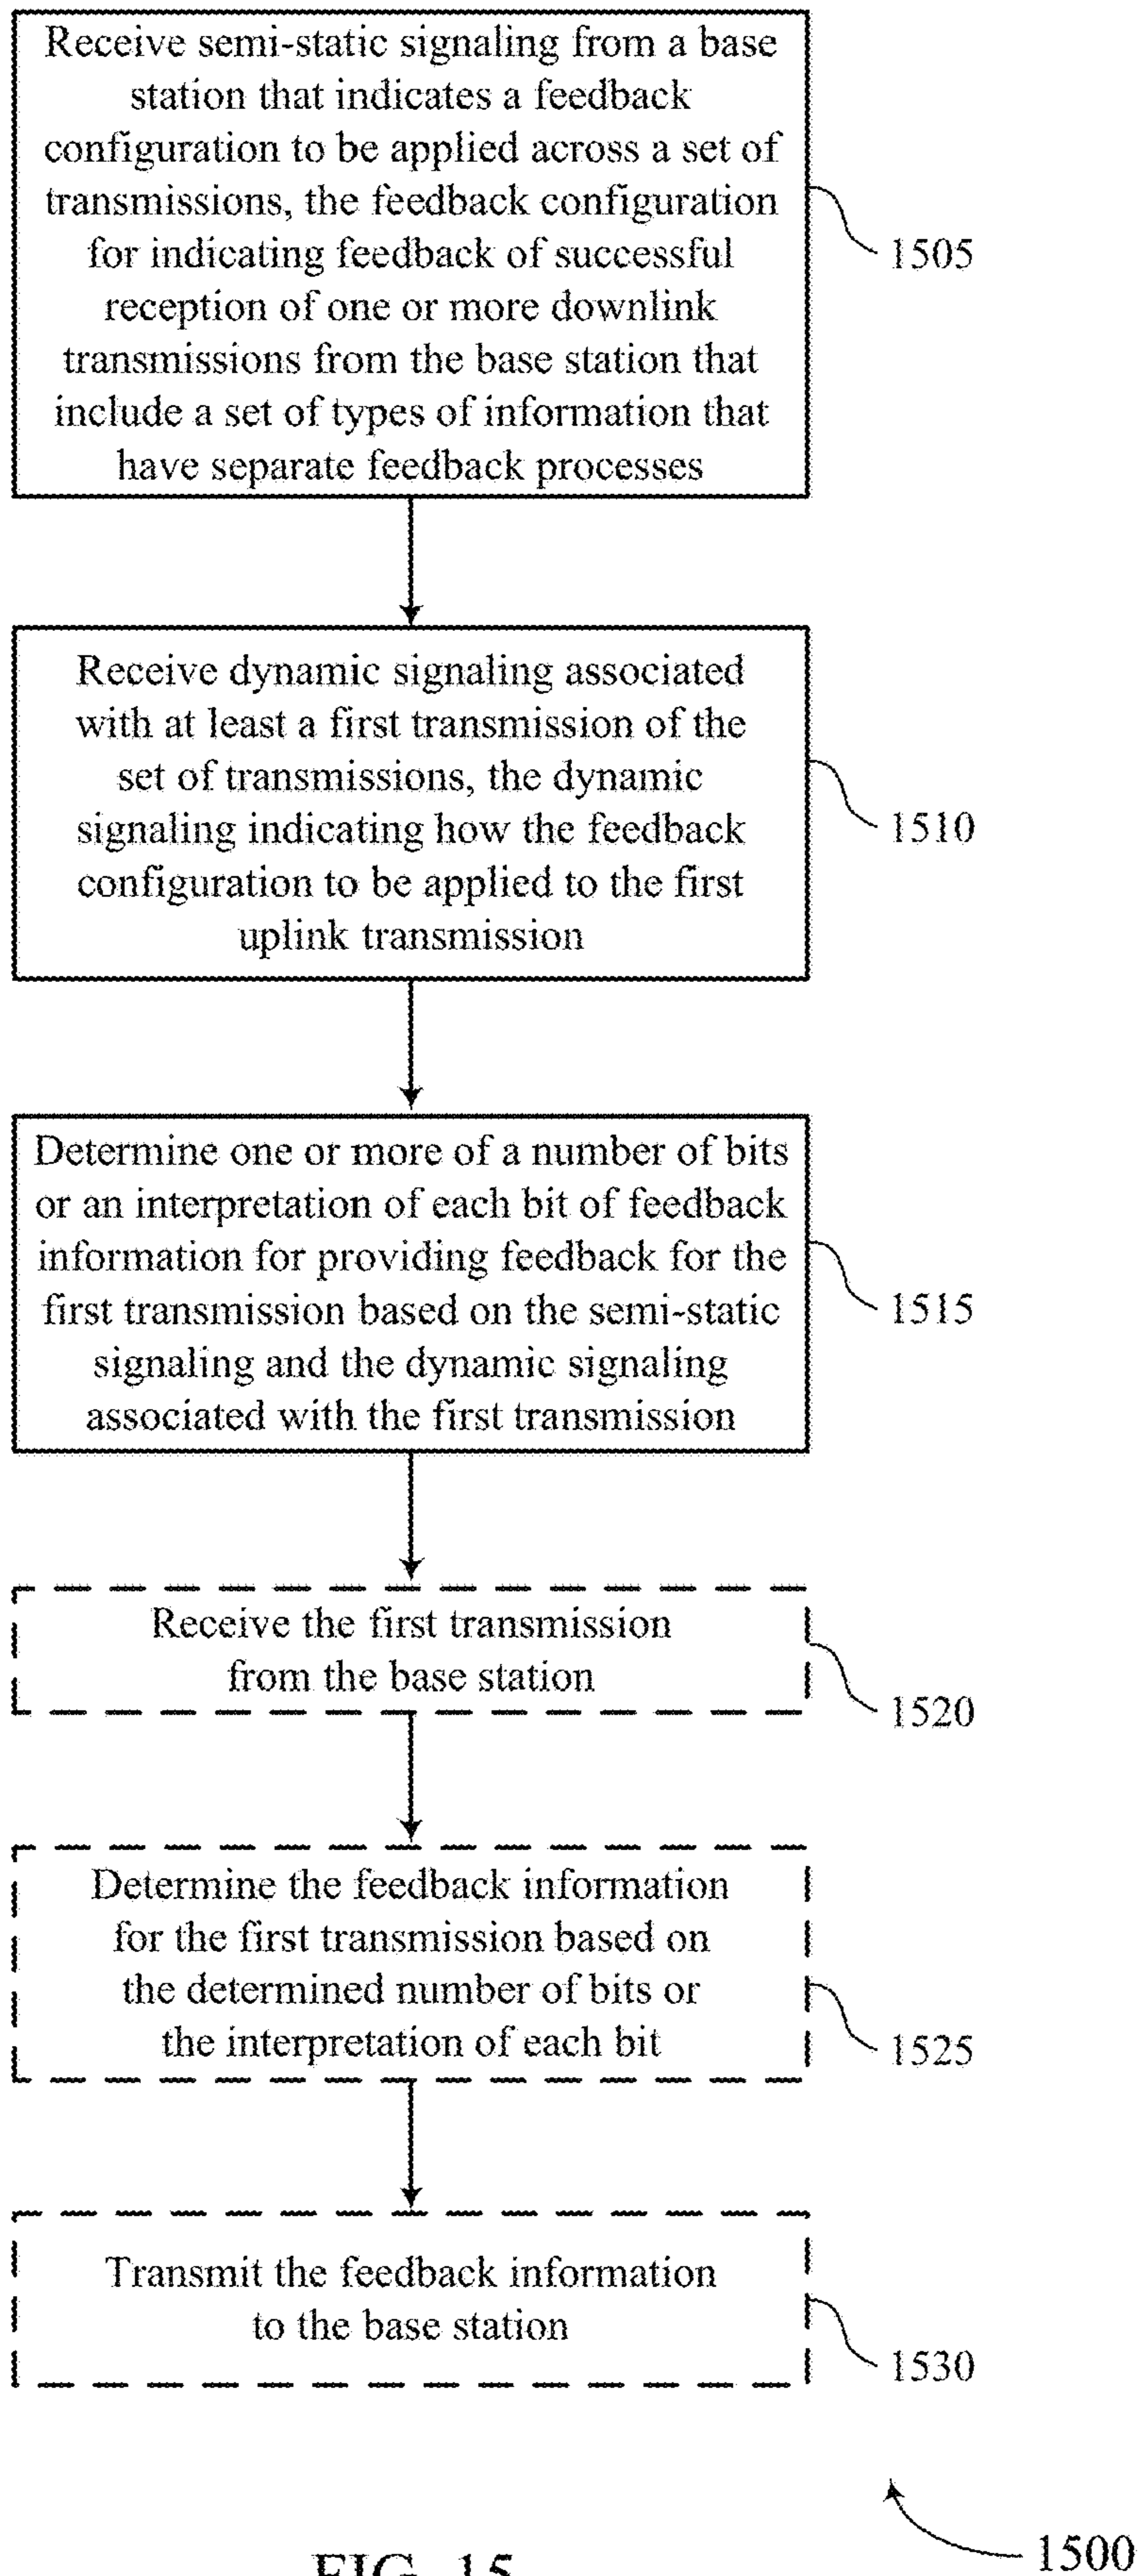 Receive semi-static signaling from a base
station that indicates a feedback
configuration to be applied across a set of
transmissions, the feedback configuration
for indicating feedback of successful
reception of one or more downlink
transmissions from the base station that
include a set of types of information that
have separate feedback processes
1505
Receive dynamic signaling associated
with at least a first transmission of the
set of transmissions, the dynamic
signaling indicating how the feedback
configuration to be applied to the first
uplink transmission
1510
Determine one or more of a number of bits
or an interpretation of each bit of feedback
information for providing feedback for the
first transmission based on the semi-static
signaling and the dynamic signaling
associated with the first transmission
1515
Receive the first transmission
from the base station
1520
Determine the feedback information
for the first transmission based on
the determined number of bits or
the interpretation of each bit
1525
Transmit the feedback information
to the base station
1530
1500
FIG. 15